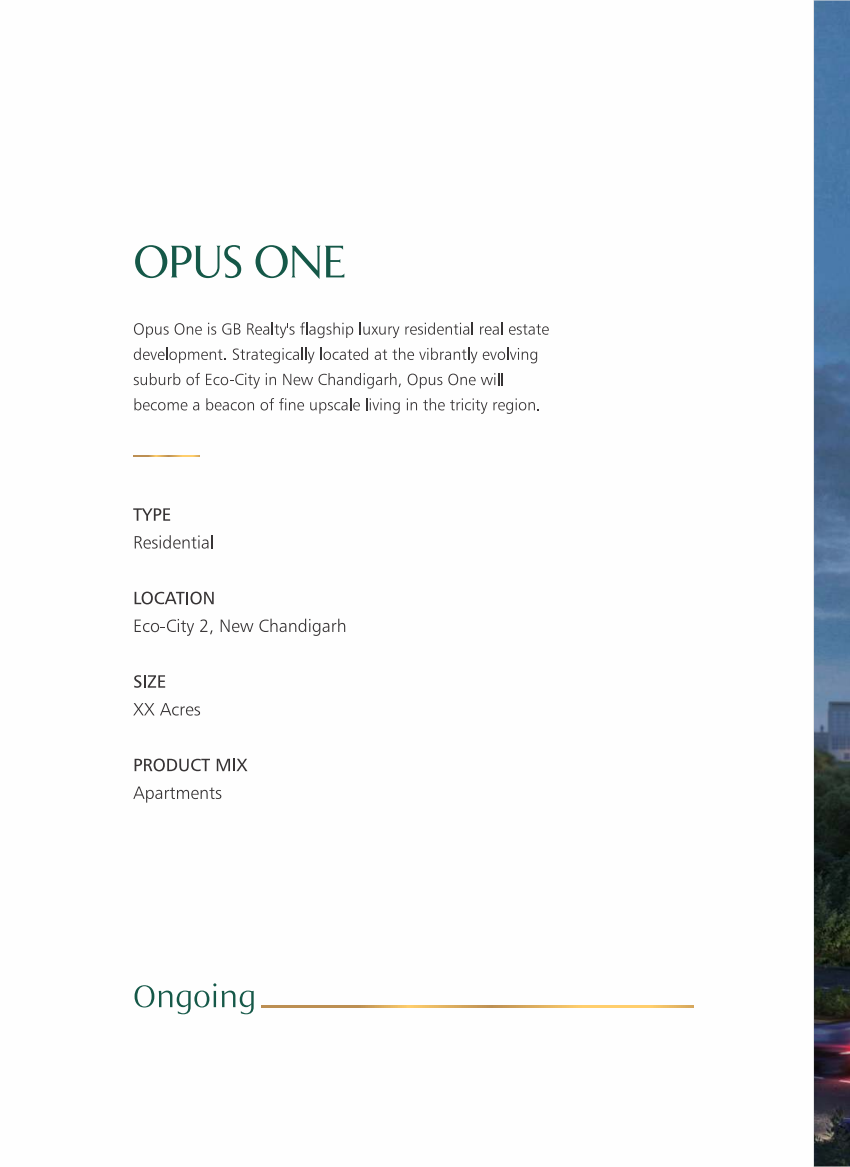 OPUS ONE
Opus One is GB Realty's flagship luxury residential real estate
development. Strategically located at the vibrantly evolving
suburb of Eco-City in New Chandigarh, Opus One will
become a beacon of fine upscale living in the tricity region.
TYPE
Residential
LOCATION
Eco-City 2, New Chandigarh
SIZE
XX Acres
PRODUCT MIX
Apartments
Ongoing